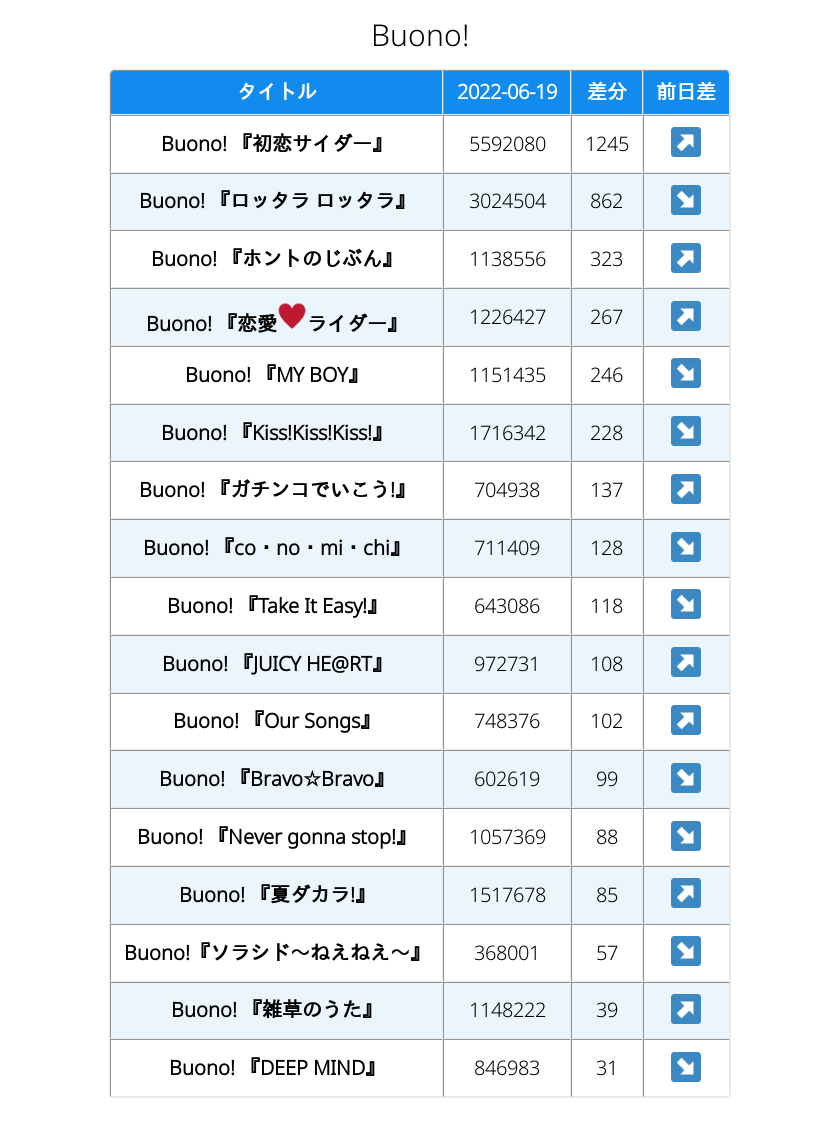 Buono!
タイトル 2022-06-19 差分 前日差
Buono! 『初恋サイダー』 5592080 1245 ↗
Buono! 『ロッタラ ロッタラ』 3024504 862 ↘
Buono! 『ホントのじぶん』 1138556 323 ↗
Buono! 『恋愛♥ライダー』 1226427 267 ↗
Buono! 『MY BOY』 1151435 246 ↘
Buono! 『Kiss!Kiss!Kiss!』 1716342 228 ↘
Buono! 『ガチンコでいこう!』 704938 137 ↗
Buono! 『co・no・mi・chi』 711409 128 ↘
Buono! 『Take It Easy!』 643086 118 ↘
Buono! 『JUICY HE@RT』 972731 108 ↗
Buono! 『Our Songs』 748376 102 ↗
Buono! 『Bravo☆Bravo』 602619 99 ↘
Buono! 『Never gonna stop!』 1057369 88 ↘
Buono! 『夏ダカラ!』 1517678 85 ↗
Buono!『ソラシド〜ねえねえ〜』 368001 57 ↘
Buono! 『雑草のうた』 1148222 39 ↗
Buono! 『DEEP MIND』 846983 31 ↘